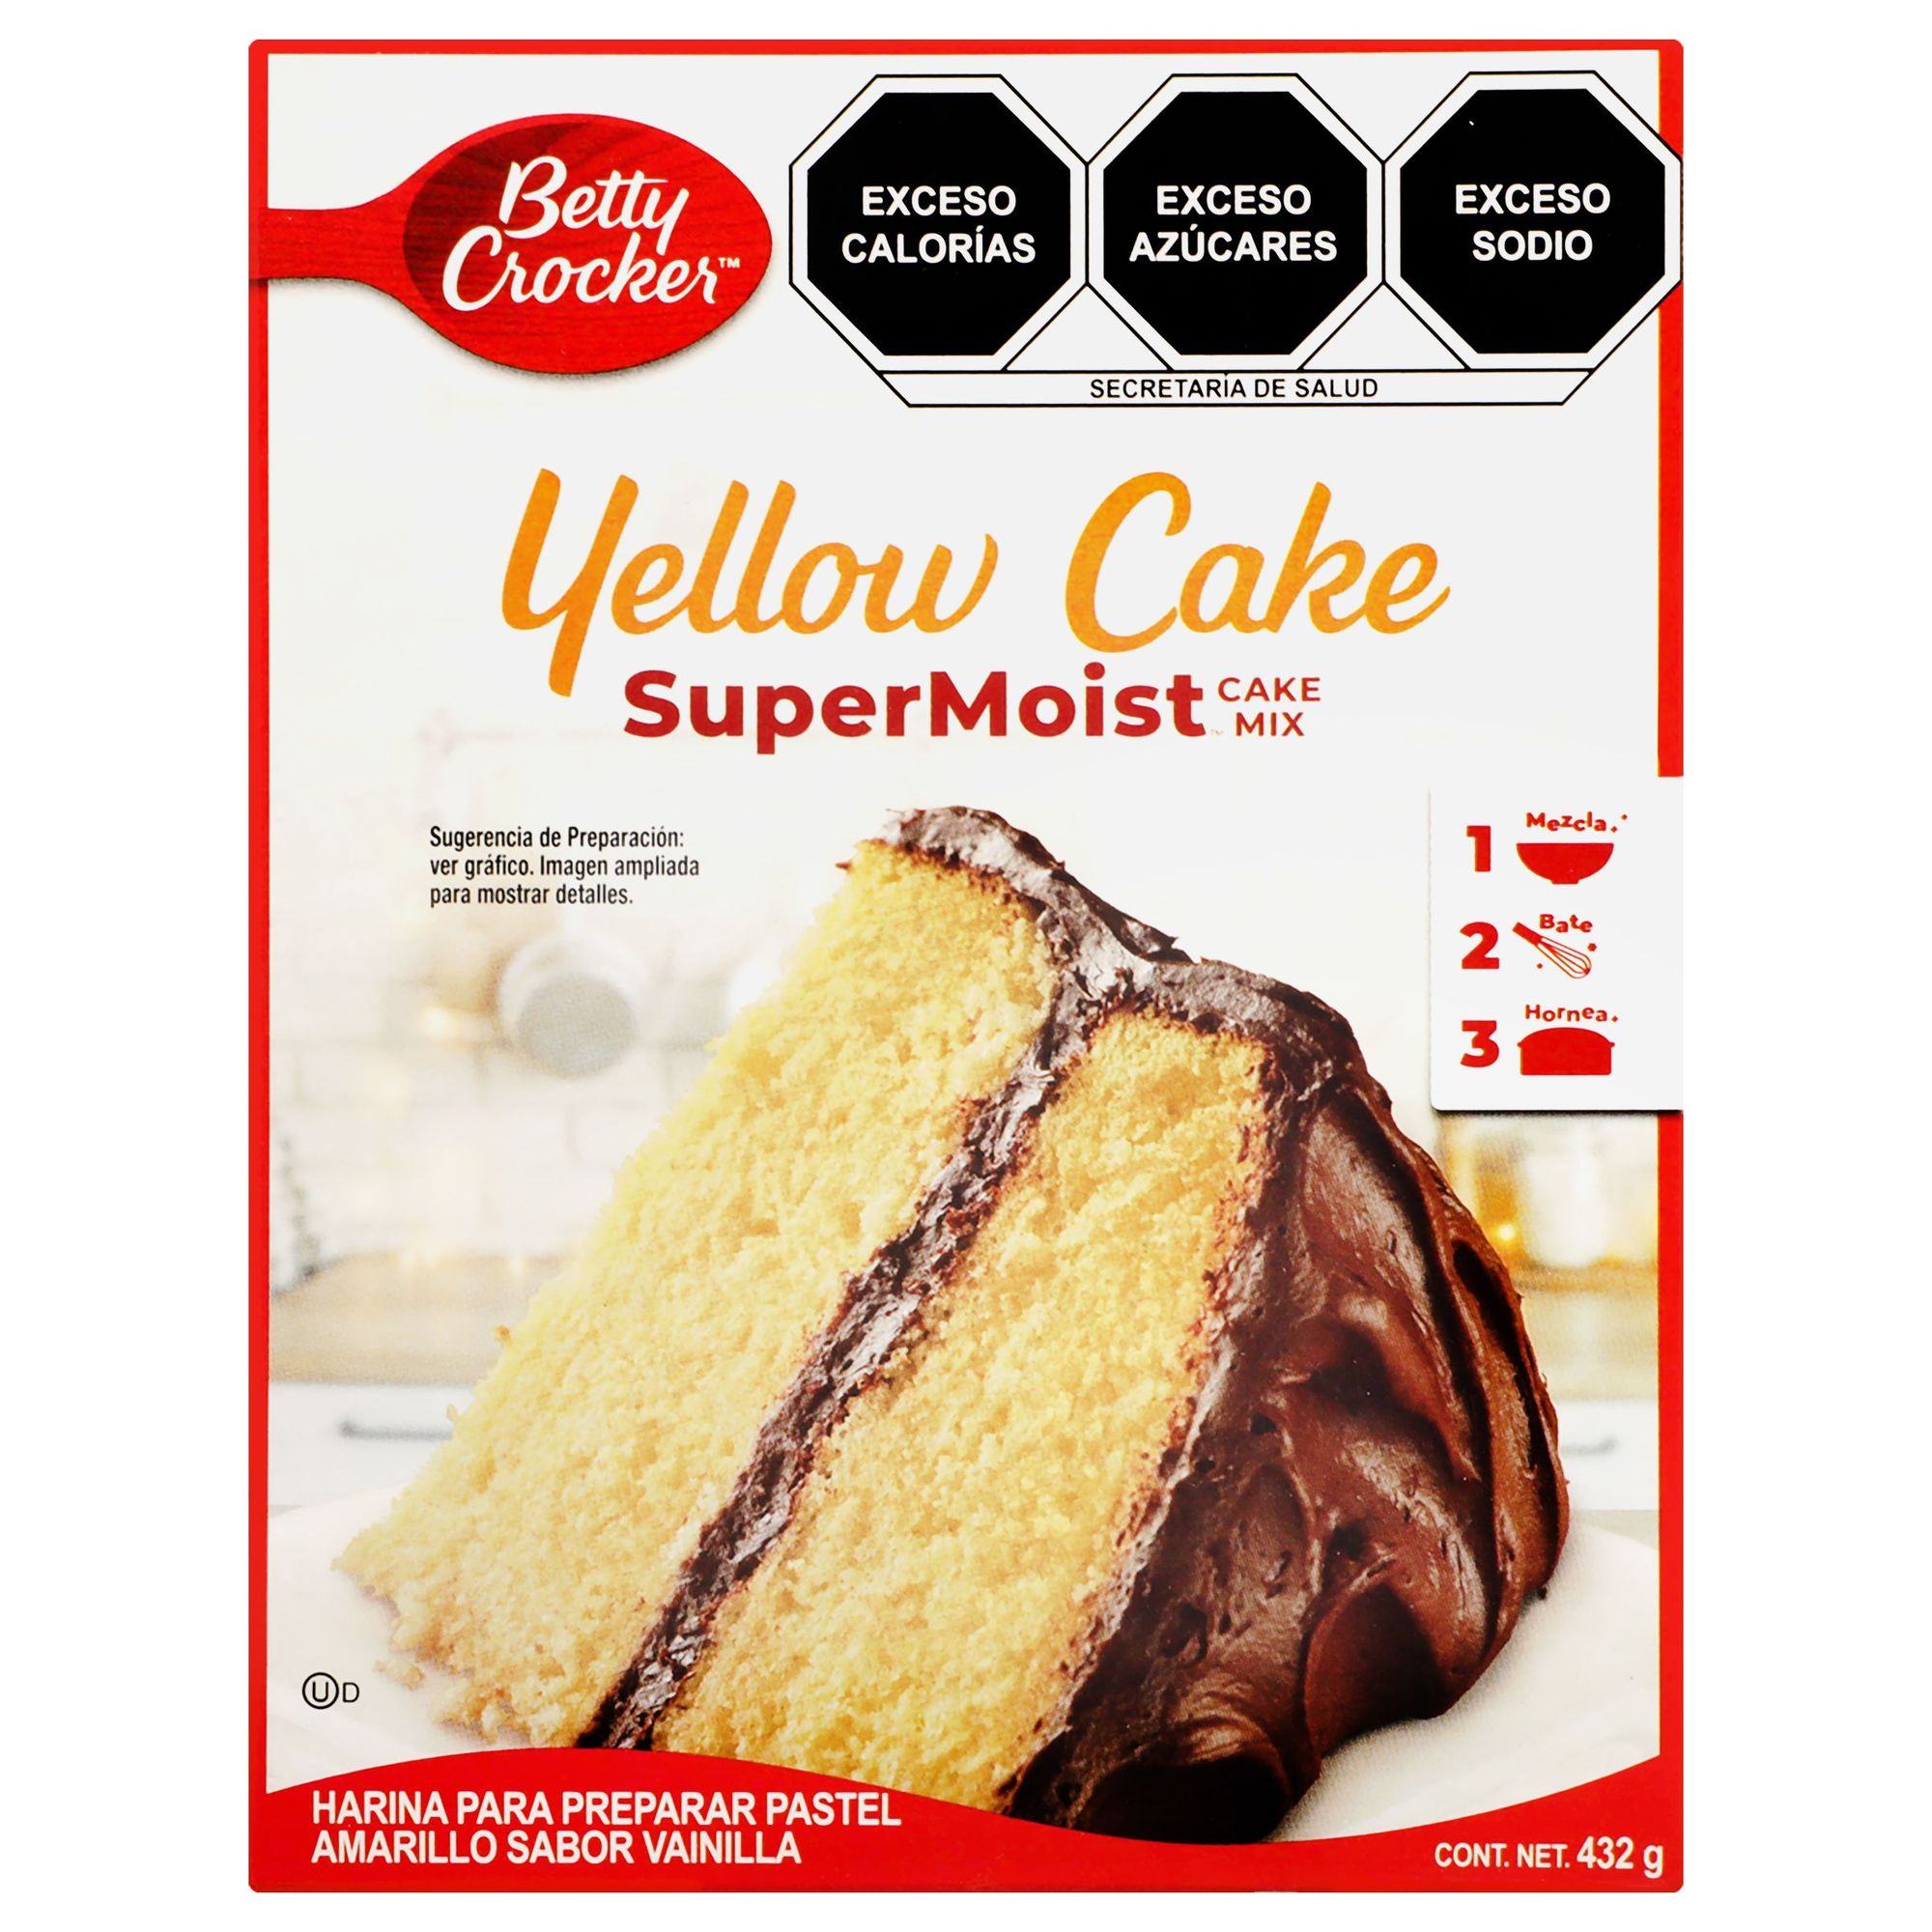 Betty
Crocker™
EXCESO
CALORÍAS
EXCESO
AZÚCARES
EXCESO
SODIO
SECRETARÍA DE SALUD
Yellow Cake
SuperMoist™ CAKE
MIX
Sugerencia de Preparación:
ver gráfico. Imagen ampliada
para mostrar detalles.
1 Mezcla
2 Bate
3 Hornea
UD
HARINA PARA PREPARAR PASTEL
AMARILLO SABOR VAINILLA
CONT. NET. 432 g